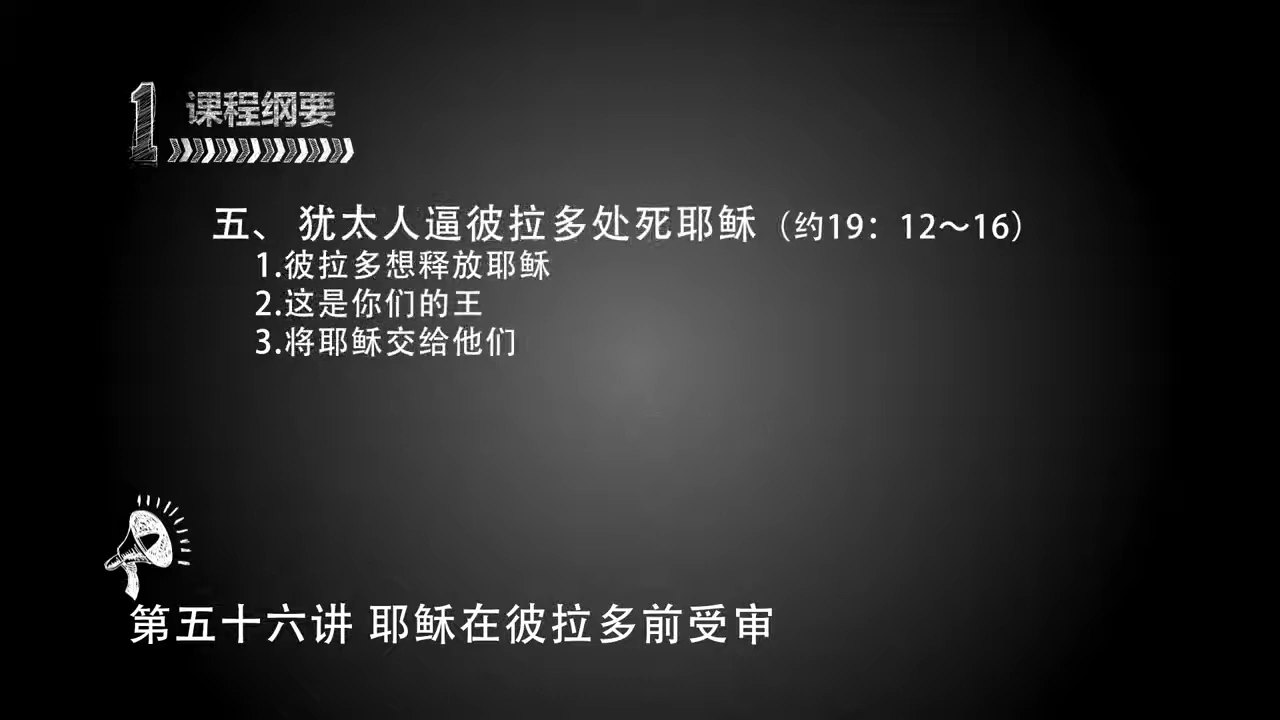 1 课程纲要
五、 犹太人逼彼拉多处死耶稣（约19：12～16）
1.彼拉多想释放耶稣
2.这是你们的王
3.将耶稣交给他们
第五十六讲 耶稣在彼拉多前受审